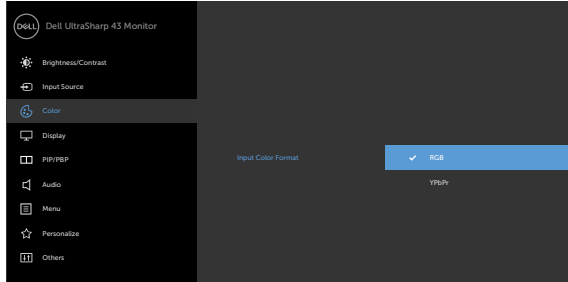 DELL
Dell UltraSharp 43 Monitor
Brightness/Contrast
Input Source
Color
Display
PIP/PBP
Audio
Menu
Personalize
Others
Input Color Format
RGB
YPbPr